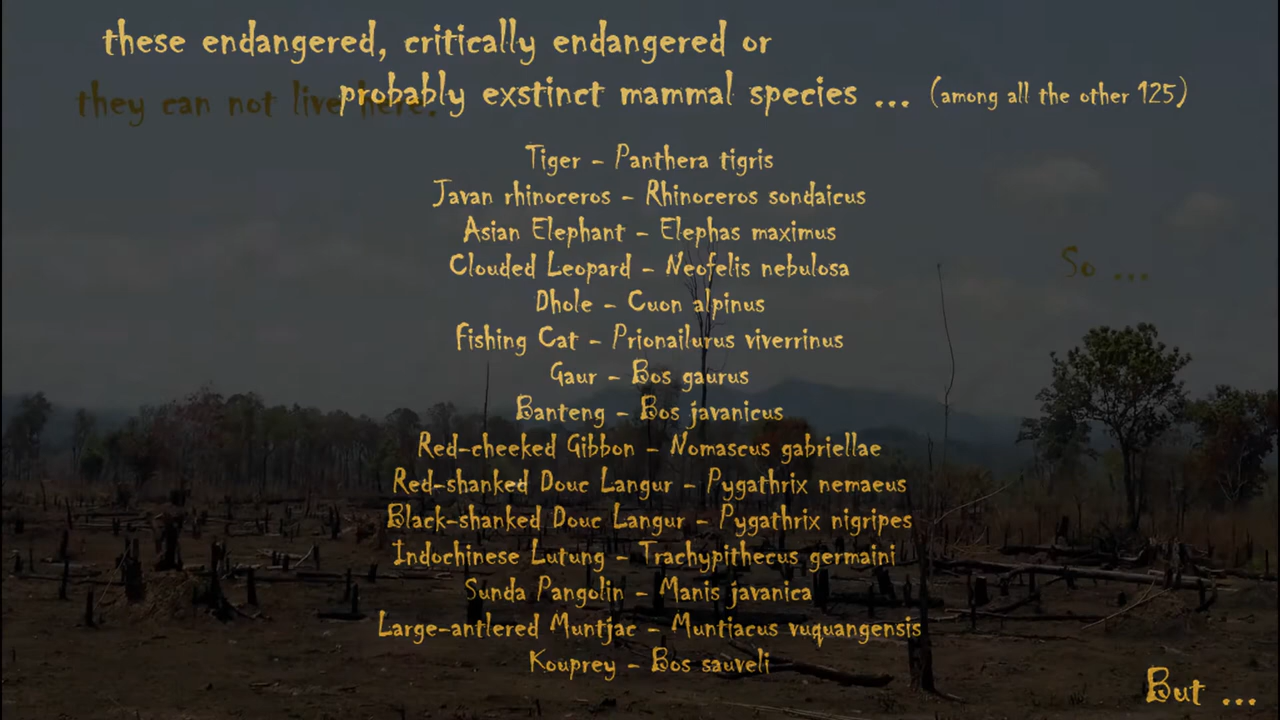 these endangered, critically endangered or
they can not live here.
probably exstinct mammal species ... (among all the other 125)
Tiger - Panthera tigris
Javan rhinoceros - Rhinoceros sondaicus
Asian Elephant - Elephas maximus
Clouded Leopard - Neofelis nebulosa
So ...
Dhole - Cuon alpinus
Fishing Cat - Prionailurus viverrinus
Gaur - Bos gaurus
Banteng - Bos javanicus
Red-cheeked Gibbon - Nomascus gabriellae
Red-shanked Douc Langur - Pygathrix nemaeus
Black-shanked Douc Langur - Pygathrix nigripes
Indochinese Lutung - Trachypithecus germaini
Sunda Pangolin - Manis javanica
Large-antlered Muntjac - Muntiacus vuquangensis
Kouprey - Bos sauveli
But ...